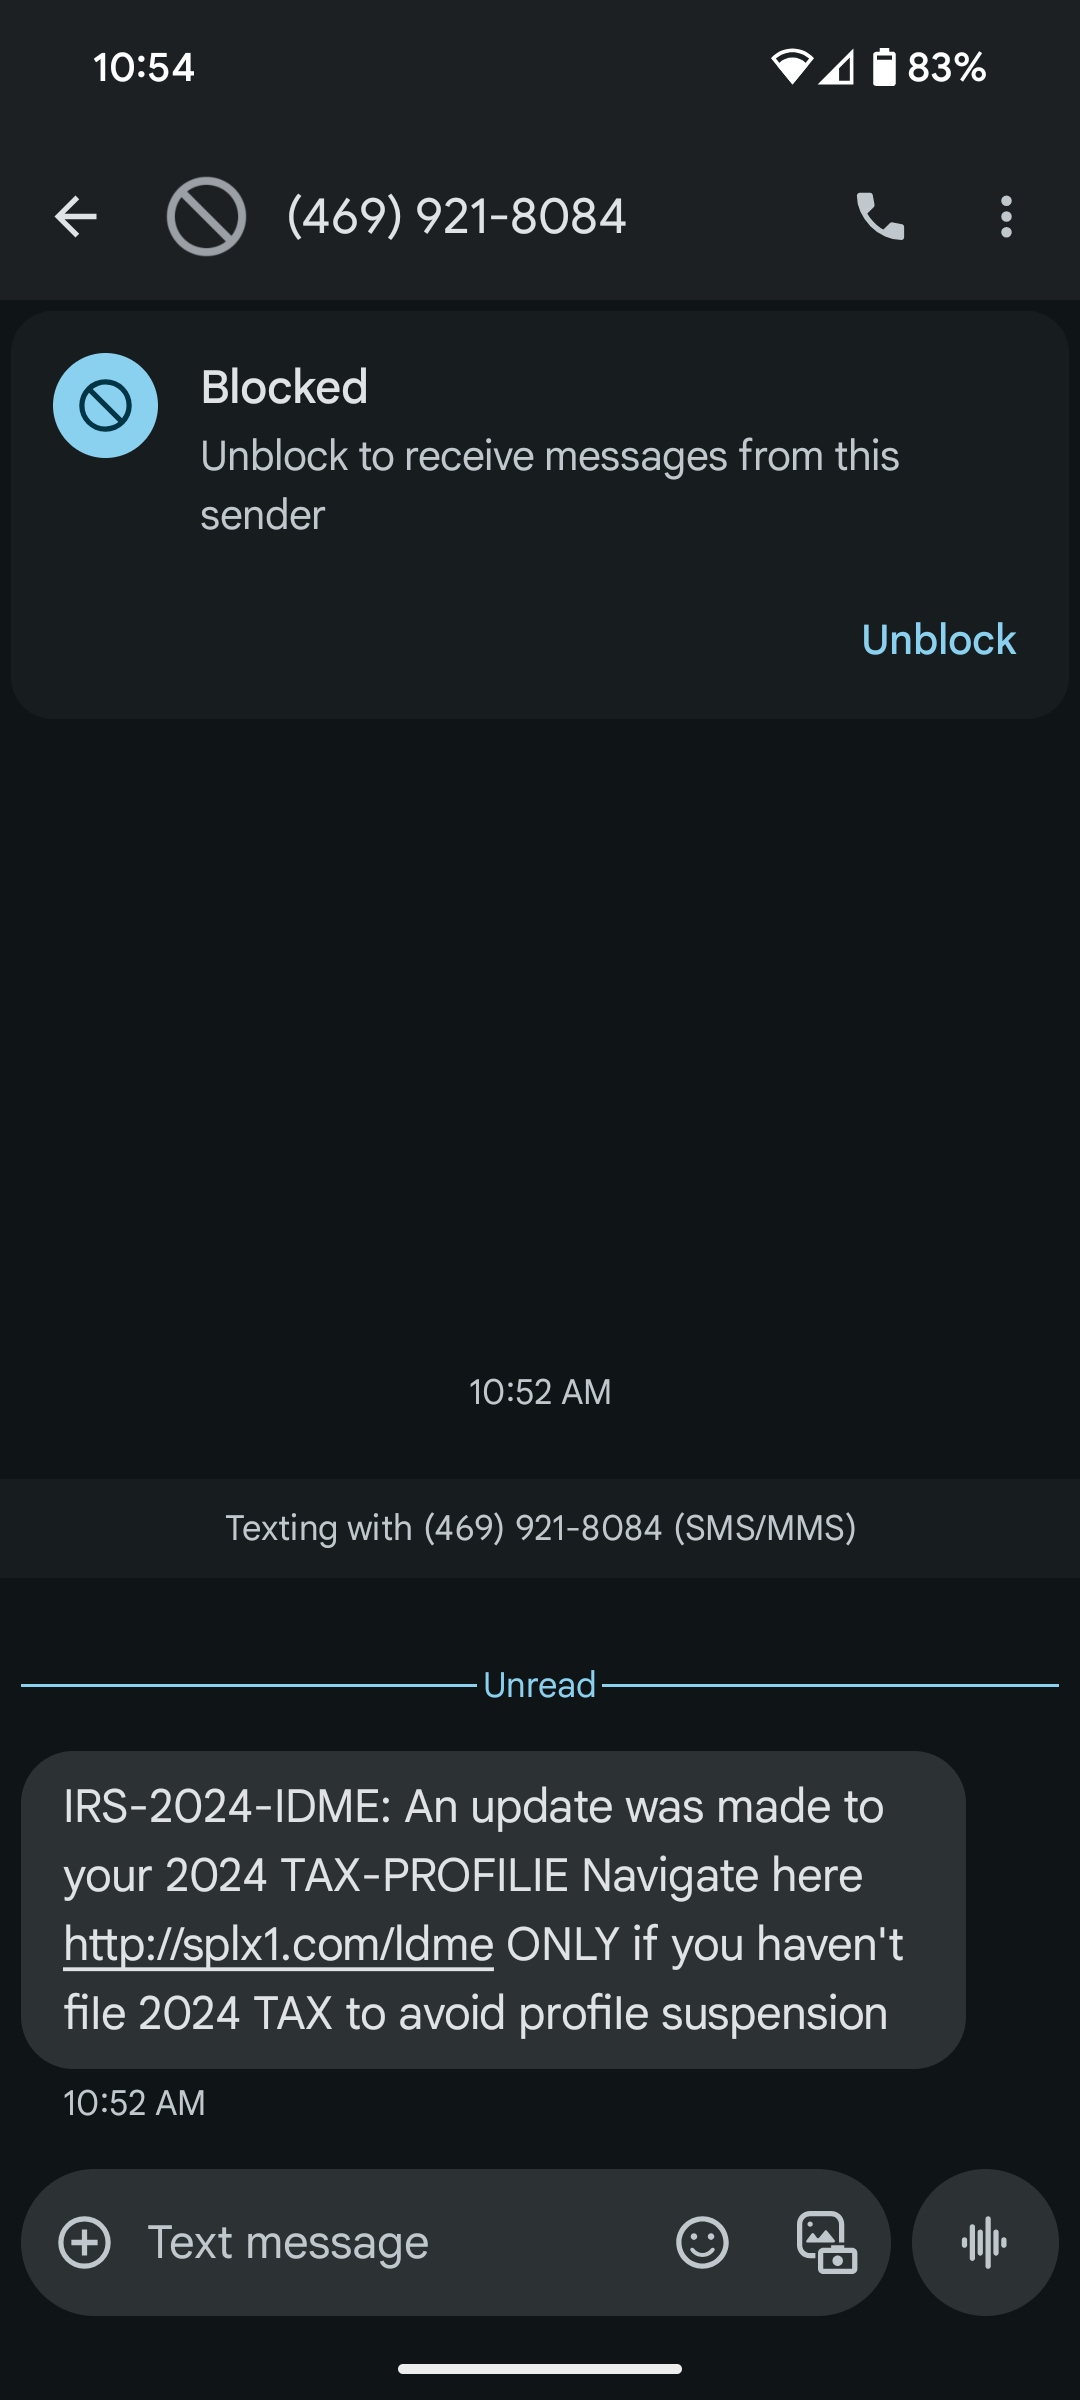 10:54
83%
(469) 921-8084
Blocked
Unblock to receive messages from this
sender
Unblock
10:52 AM
Texting with (469) 921-8084 (SMS/MMS)
Unread
IRS-2024-IDME: An update was made to
your 2024 TAX-PROFILIE Navigate here
http://splx1.com/ldme ONLY if you haven't
file 2024 TAX to avoid profile suspension
10:52 AM
Text message